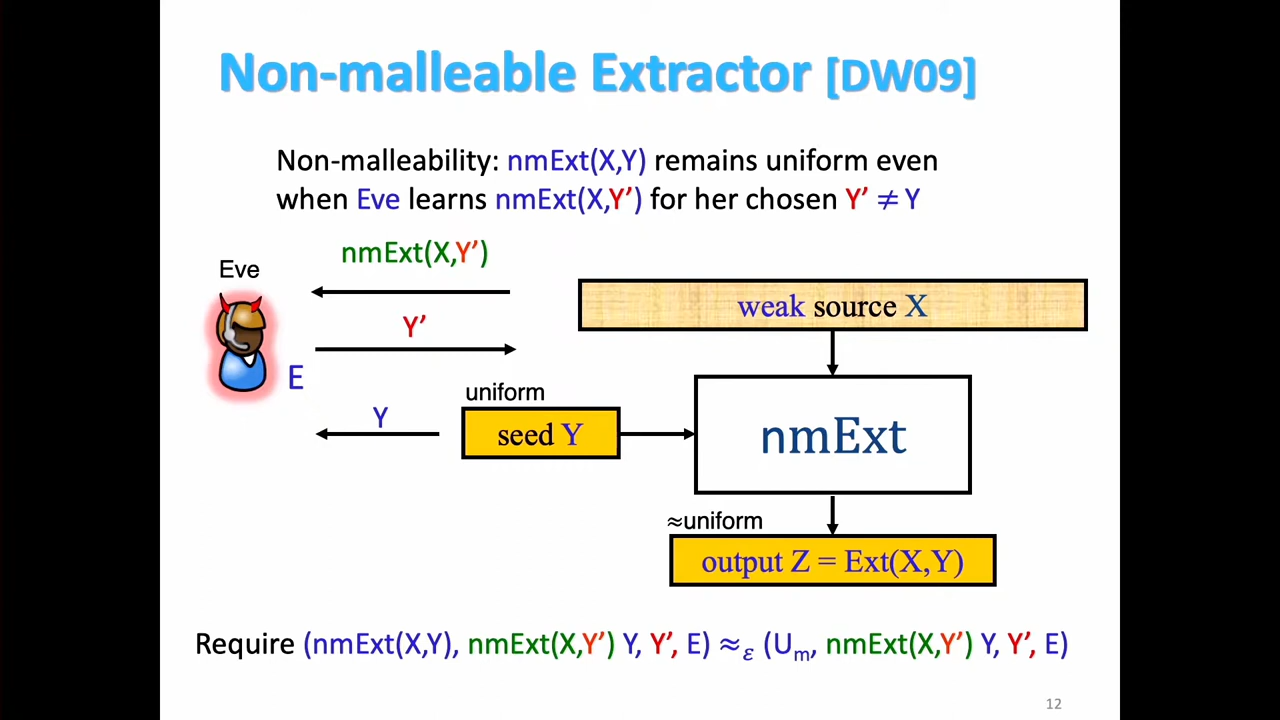 Non-malleable Extractor [DW09]
Non-malleability: nmExt(X,Y) remains uniform even
when Eve learns nmExt(X,Y’) for her chosen Y’ ≠ Y
nmExt(X,Y’)
Eve
weak source X
Y’
E
uniform
Y
seed Y
nmExt
≈uniform
output Z = Ext(X,Y)
Require (nmExt(X,Y), nmExt(X,Y’) Y, Y’, E) ≈ε (Um, nmExt(X,Y’) Y, Y’, E)
12